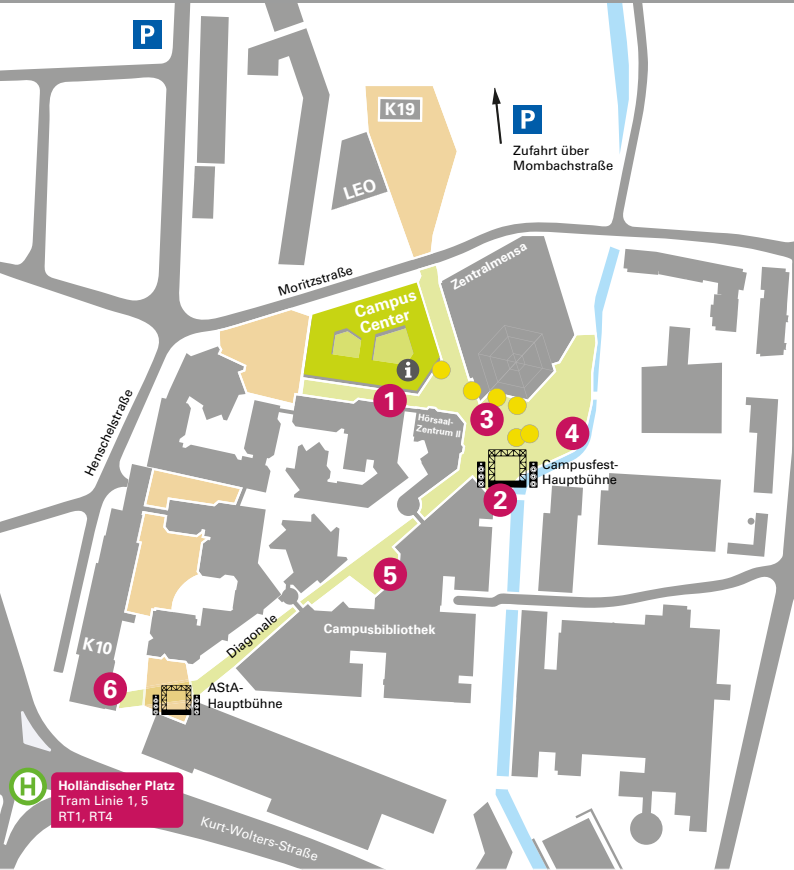 P
K19
P
Zufahrt über
Mombachstraße
LEO
Zentralmensa
Moritzstraße
Campus
Center
i
1
Henschelstraße
Hörsaal-
Zentrum II
3
4
Campusfest-
Hauptbühne
2
5
Campusbibliothek
Diagonale
K10
6
AStA-
Hauptbühne
H
Holländischer Platz
Tram Linie 1, 5
RT1, RT4
Kurt-Wolters-Straße